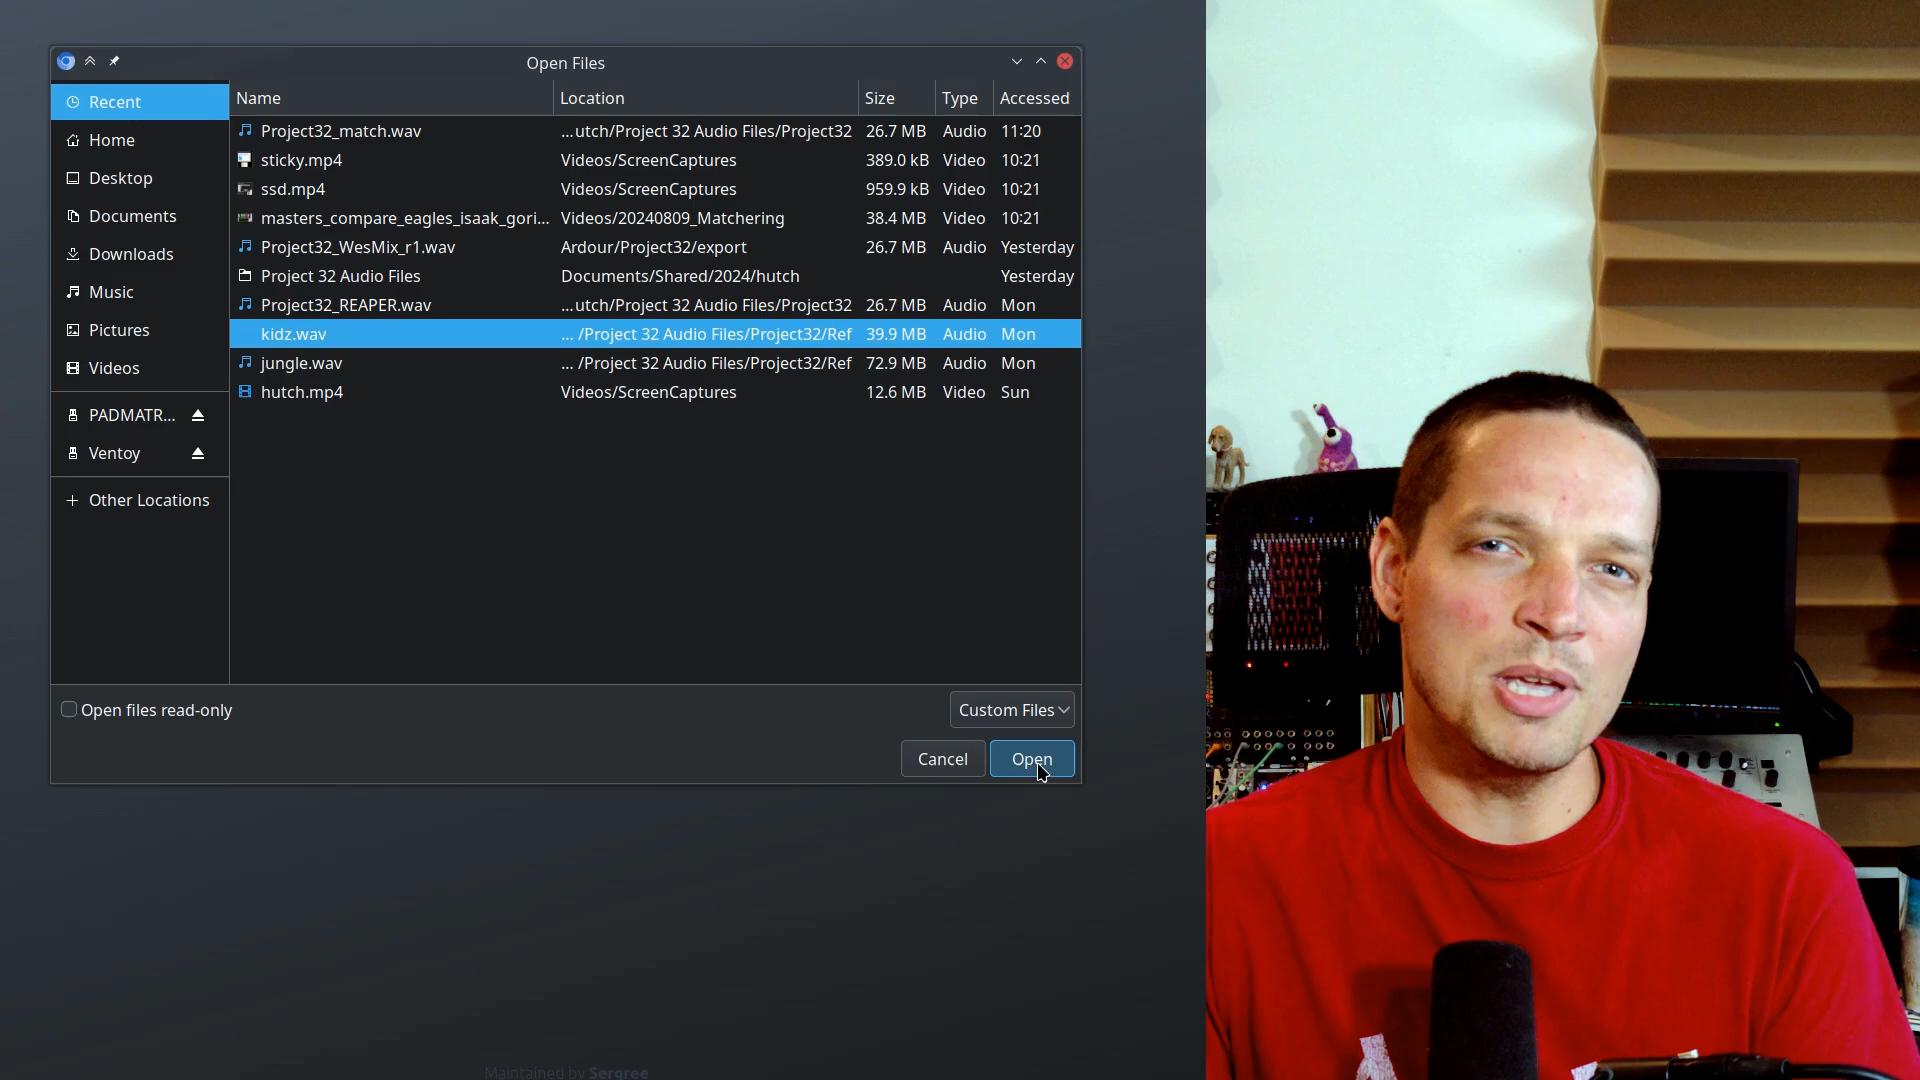 Open Files
Recent
Home
Desktop
Documents
Downloads
Music
Pictures
Videos
PADMATR...
Ventoy
Other Locations
Name Location Size Type Accessed
Project32_match.wav ...utch/Project 32 Audio Files/Project32 26.7 MB Audio 11:20
sticky.mp4 Videos/ScreenCaptures 389.0 kB Video 10:21
ssd.mp4 Videos/ScreenCaptures 959.9 kB Video 10:21
masters_compare_eagles_isaak_gori... Videos/20240809_Matchering 38.4 MB Video 10:21
Project32_WesMix_r1.wav Ardour/Project32/export 26.7 MB Audio Yesterday
Project 32 Audio Files Documents/Shared/2024/hutch Yesterday
Project32_REAPER.wav ...utch/Project 32 Audio Files/Project32 26.7 MB Audio Mon
kidz.wav ... /Project 32 Audio Files/Project32/Ref 39.9 MB Audio Mon
jungle.wav ... /Project 32 Audio Files/Project32/Ref 72.9 MB Audio Mon
hutch.mp4 Videos/ScreenCaptures 12.6 MB Video Sun
Open files read-only
Custom Files
Cancel Open
Maintained by Sergree